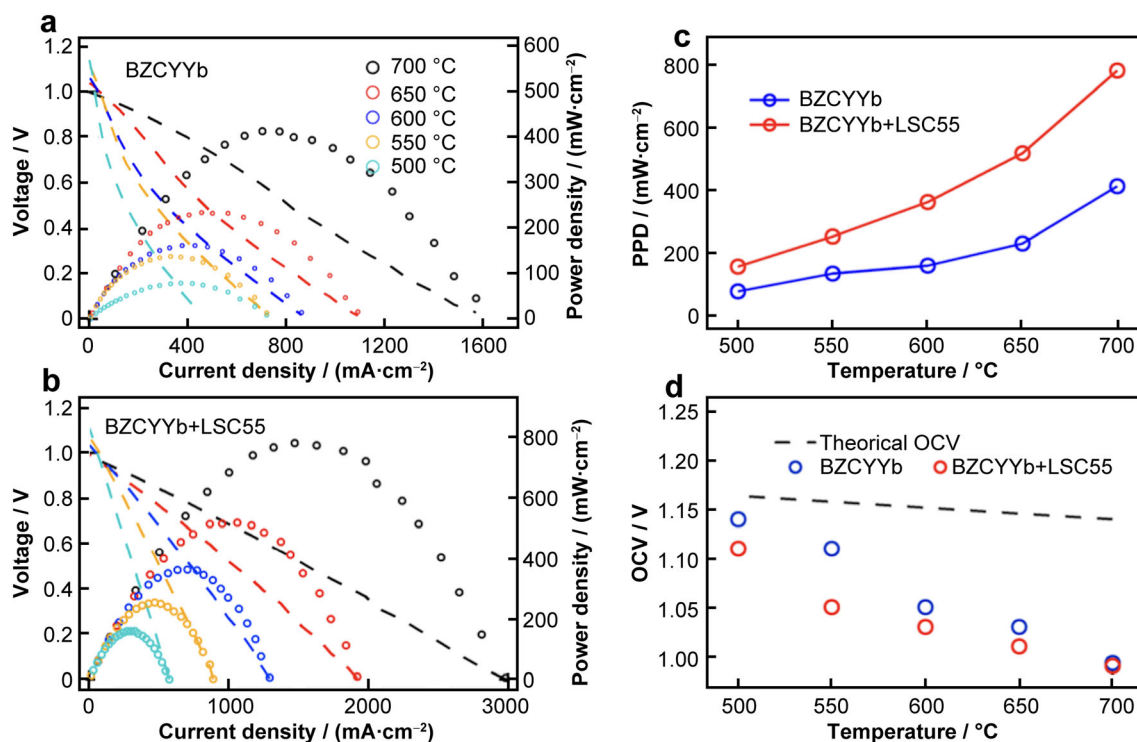 a
BZCYYb
700 °C
650 °C
600 °C
550 °C
500 °C
1.2
1.0
0.8
0.6
0.4
0.2
0
Voltage / V
600
500
400
300
200
100
0
Power density / (mW·cm⁻²)
0 400 800 1200 1600
Current density / (mA·cm⁻²)
b
BZCYYb+LSC55
1.2
1.0
0.8
0.6
0.4
0.2
0
Voltage / V
800
600
400
200
0
Power density / (mW·cm⁻²)
0 1000 2000 3000
Current density / (mA·cm⁻²)
c
BZCYYb
BZCYYb+LSC55
800
600
400
200
0
PPD / (mW·cm⁻²)
500 550 600 650 700
Temperature / °C
d
Theorical OCV
BZCYYb BZCYYb+LSC55
1.25
1.20
1.15
1.10
1.05
1.00
OCV / V
500 550 600 650 700
Temperature / °C